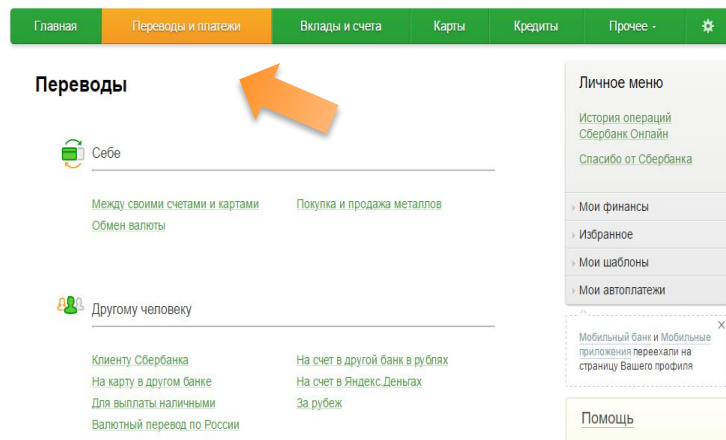 Главная Переводы и платежи Вклады и счета Карты Кредиты Прочее
Переводы
Себе
Между своими счетами и картами Покупка и продажа металлов
Обмен валюты
Другому человеку
Клиенту Сбербанка На счет в другой банк в рублях
На карту в другом банке На счет в Яндекс.Деньгах
Для выплаты наличными За рубеж
Валютный перевод по России
Личное меню
История операций
Сбербанк Онлайн
Спасибо от Сбербанка
Мои финансы
Избранное
Мои шаблоны
Мои автоплатежи
X
Мобильный банк и Мобильные
приложения переехали на
страницу Вашего профиля
Помощь